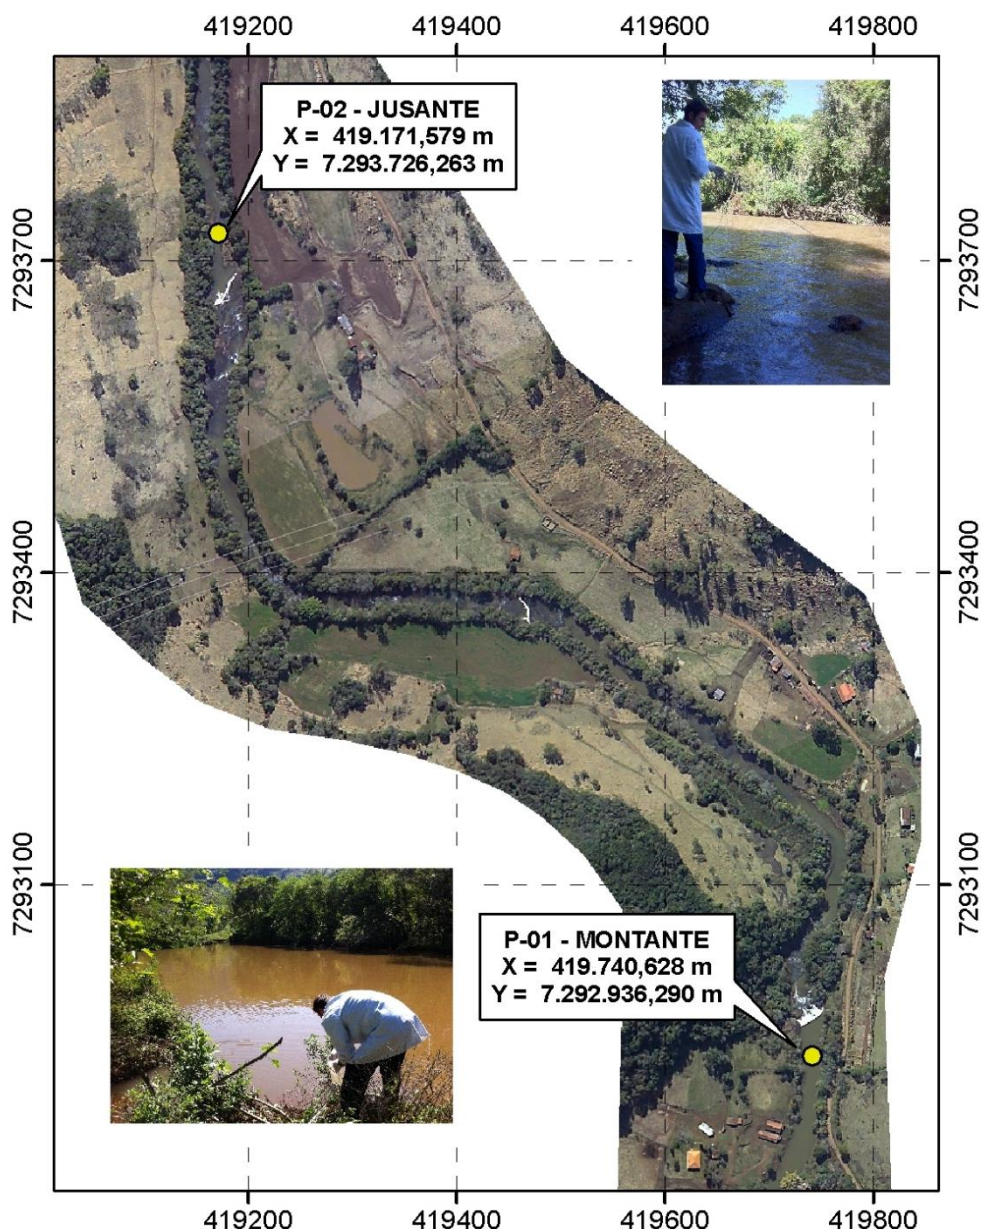 419200
419400
419600
419800
P-02 - JUSANTE
X = 419.171,579 m
Y = 7.293.726,263 m
7293700
7293700
7293400
7293400
7293100
7293100
P-01 - MONTANTE
X = 419.740,628 m
Y = 7.292.936,290 m
419200
419400
419600
419800